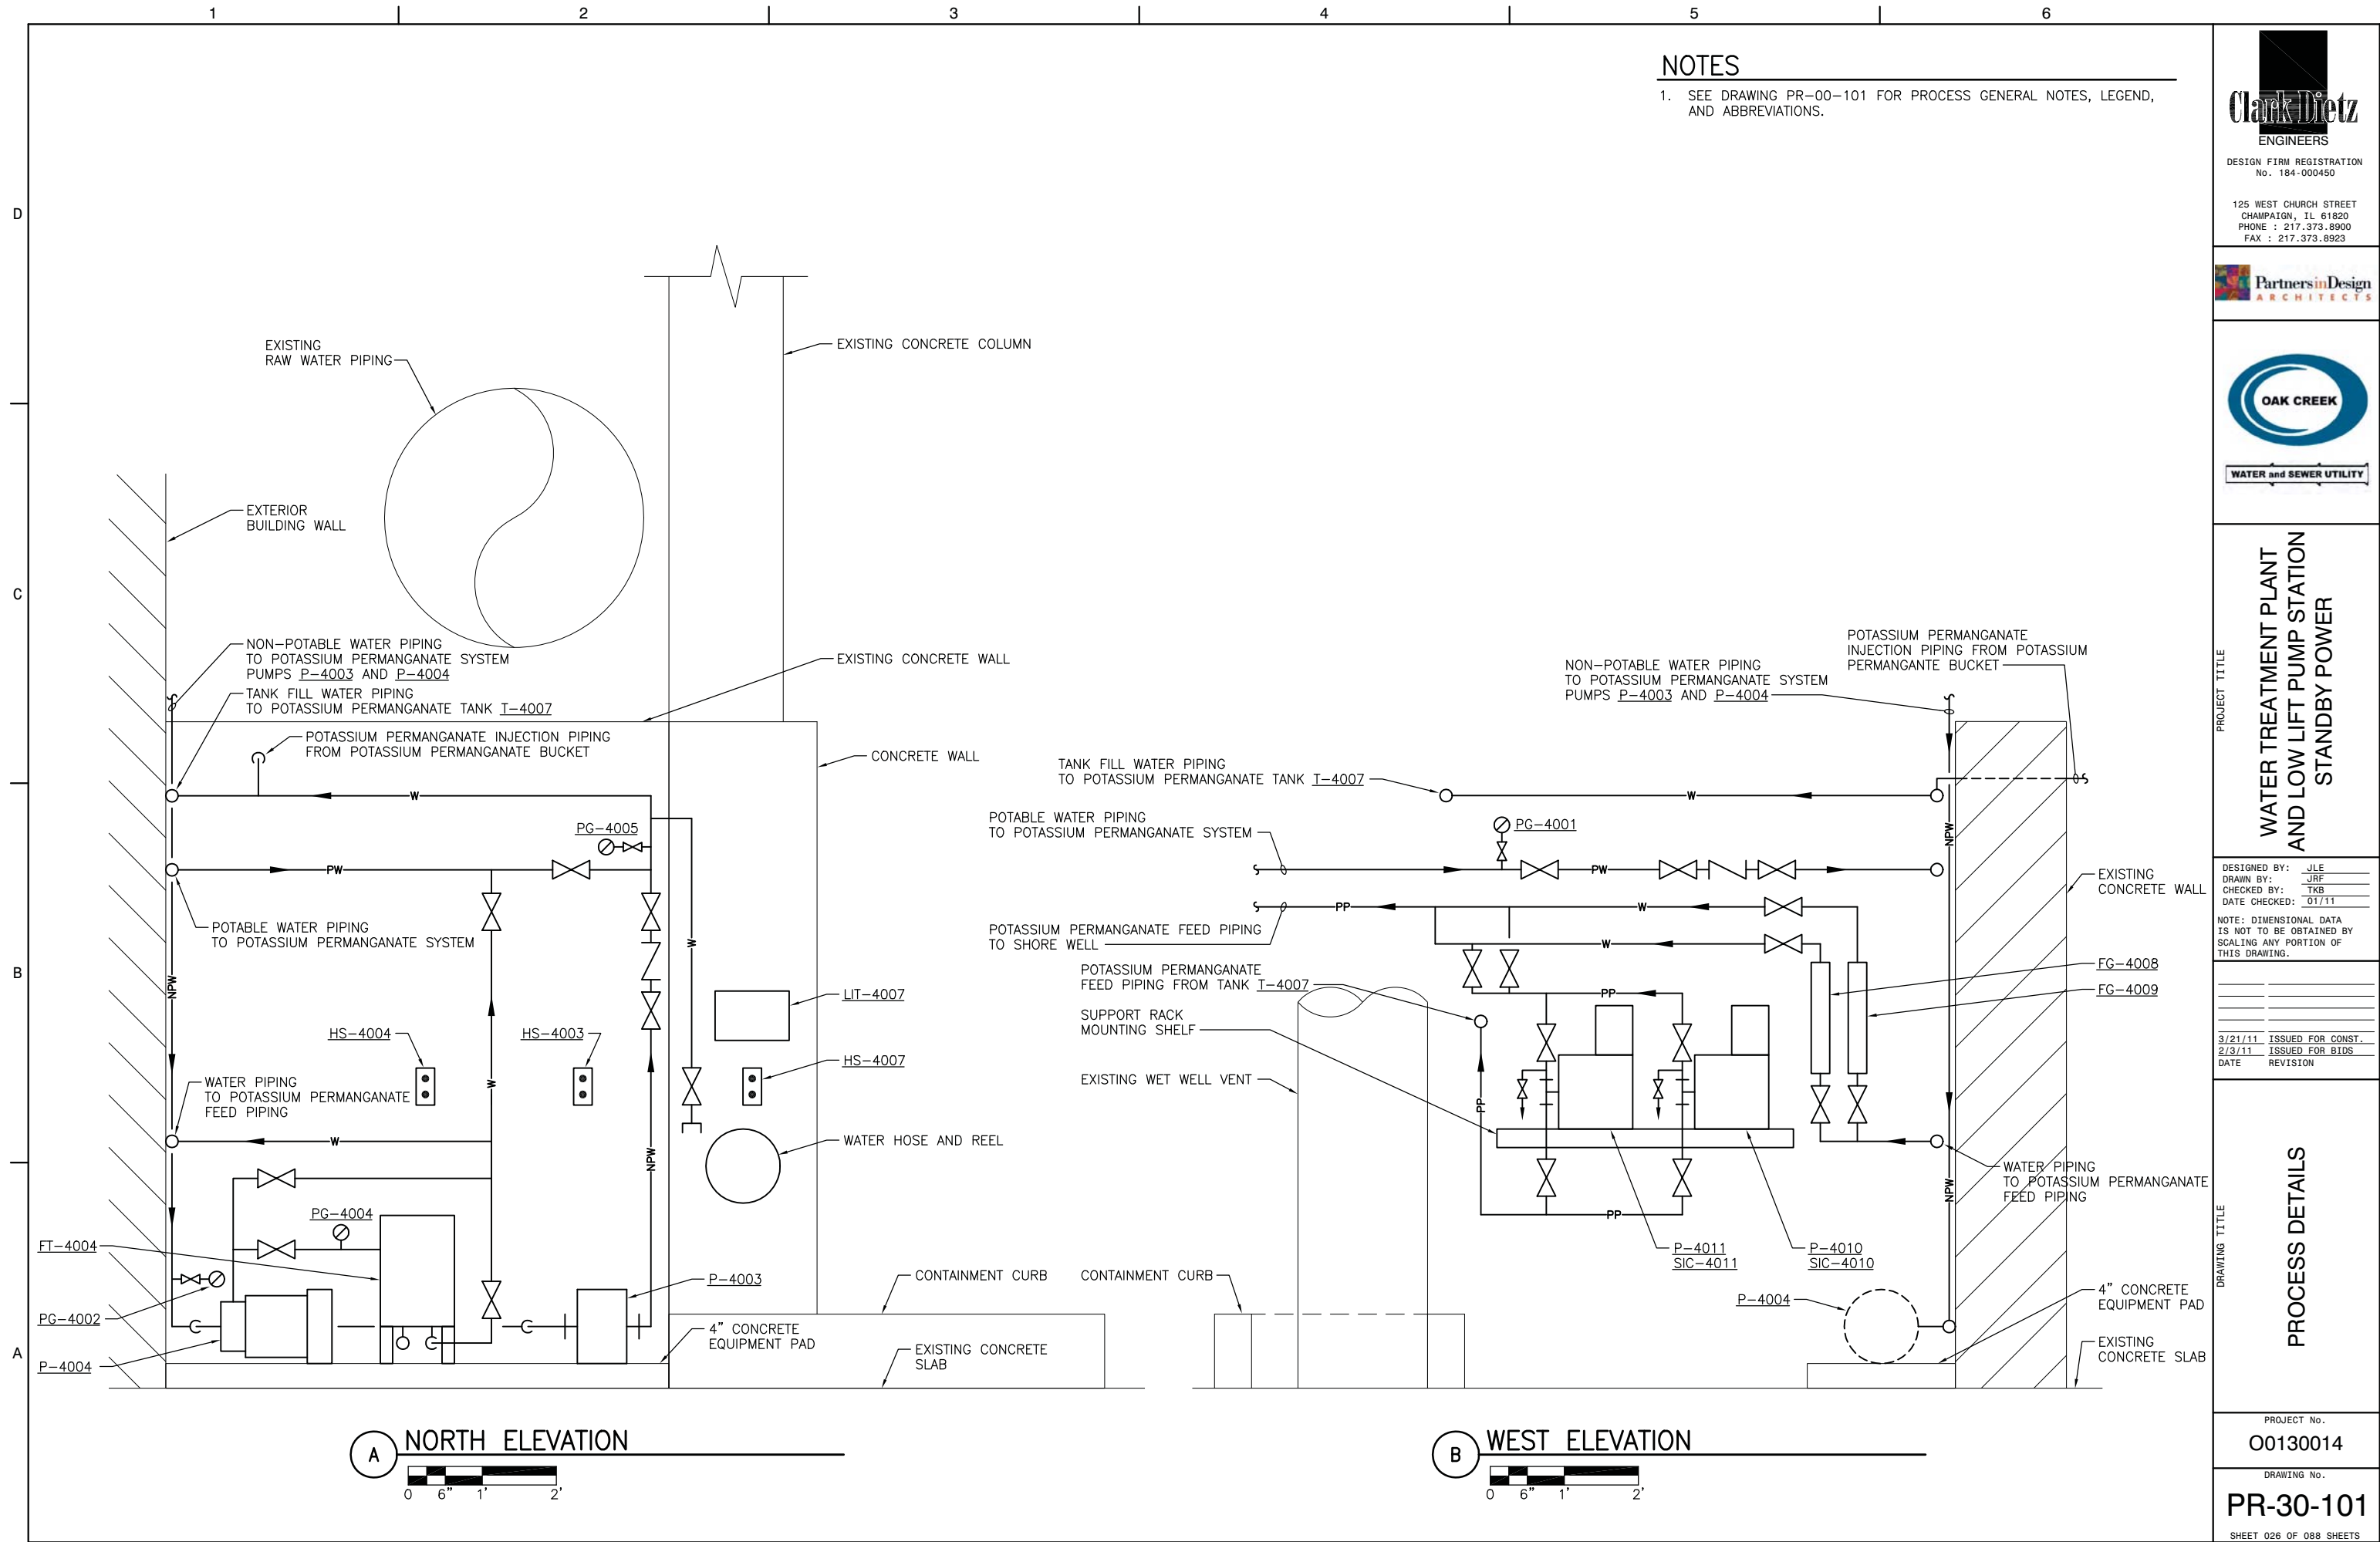 1
2
3
4
5
6
D
C
B
A
NOTES
1. SEE DRAWING PR-00-101 FOR PROCESS GENERAL NOTES, LEGEND,
AND ABBREVIATIONS.
EXISTING
RAW WATER PIPING
EXISTING CONCRETE COLUMN
EXTERIOR
BUILDING WALL
NON-POTABLE WATER PIPING
TO POTASSIUM PERMANGANATE SYSTEM
PUMPS P-4003 AND P-4004
TANK FILL WATER PIPING
TO POTASSIUM PERMANGANATE TANK T-4007
EXISTING CONCRETE WALL
POTASSIUM PERMANGANATE INJECTION PIPING
FROM POTASSIUM PERMANGANATE BUCKET
CONCRETE WALL
W
PG-4005
PW
POTABLE WATER PIPING
TO POTASSIUM PERMANGANATE SYSTEM
W
NPW
LIT-4007
HS-4004
HS-4003
HS-4007
WATER PIPING
TO POTASSIUM PERMANGANATE
FEED PIPING
W
W
WATER HOSE AND REEL
NPW
PG-4004
FT-4004
P-4003
CONTAINMENT CURB
PG-4002
4" CONCRETE
EQUIPMENT PAD
EXISTING CONCRETE
SLAB
P-4004
A
NORTH ELEVATION
0 6" 1' 2'
POTASSIUM PERMANGANATE
INJECTION PIPING FROM POTASSIUM
PERMANGANTE BUCKET
NON-POTABLE WATER PIPING
TO POTASSIUM PERMANGANATE SYSTEM
PUMPS P-4003 AND P-4004
TANK FILL WATER PIPING
TO POTASSIUM PERMANGANATE TANK T-4007
W
POTABLE WATER PIPING
TO POTASSIUM PERMANGANATE SYSTEM
PG-4001
NPW
PW
EXISTING
CONCRETE WALL
PP
W
POTASSIUM PERMANGANATE FEED PIPING
TO SHORE WELL
W
POTASSIUM PERMANGANATE
FEED PIPING FROM TANK T-4007
FG-4008
FG-4009
PP
SUPPORT RACK
MOUNTING SHELF
EXISTING WET WELL VENT
PP
WATER PIPING
TO POTASSIUM PERMANGANATE
FEED PIPING
NPW
PP
P-4011
SIC-4011
P-4010
SIC-4010
CONTAINMENT CURB
P-4004
4" CONCRETE
EQUIPMENT PAD
EXISTING
CONCRETE SLAB
B
WEST ELEVATION
0 6" 1' 2'
Clark Dietz
ENGINEERS
DESIGN FIRM REGISTRATION
No. 184-000450
125 WEST CHURCH STREET
CHAMPAIGN, IL 61820
PHONE : 217.373.8900
FAX : 217.373.8923
PartnersinDesign
ARCHITECTS
OAK CREEK
WATER and SEWER UTILITY
PROJECT TITLE
WATER TREATMENT PLANT
AND LOW LIFT PUMP STATION
STANDBY POWER
DESIGNED BY: JLE
DRAWN BY: JRF
CHECKED BY: TKB
DATE CHECKED: 01/11
NOTE: DIMENSIONAL DATA
IS NOT TO BE OBTAINED BY
SCALING ANY PORTION OF
THIS DRAWING.
3/21/11 ISSUED FOR CONST.
2/3/11 ISSUED FOR BIDS
DATE REVISION
DRAWING TITLE
PROCESS DETAILS
PROJECT No.
O0130014
DRAWING No.
PR-30-101
SHEET 026 OF 088 SHEETS